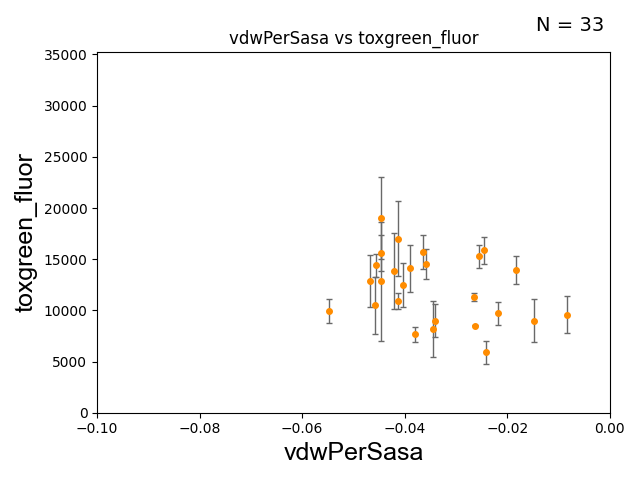 N = 33
vdwPerSasa vs toxgreen_fluor
35000
30000
25000
20000
15000
10000
5000
0
toxgreen_fluor
−0.10 −0.08 −0.06 −0.04 −0.02 0.00
vdwPerSasa